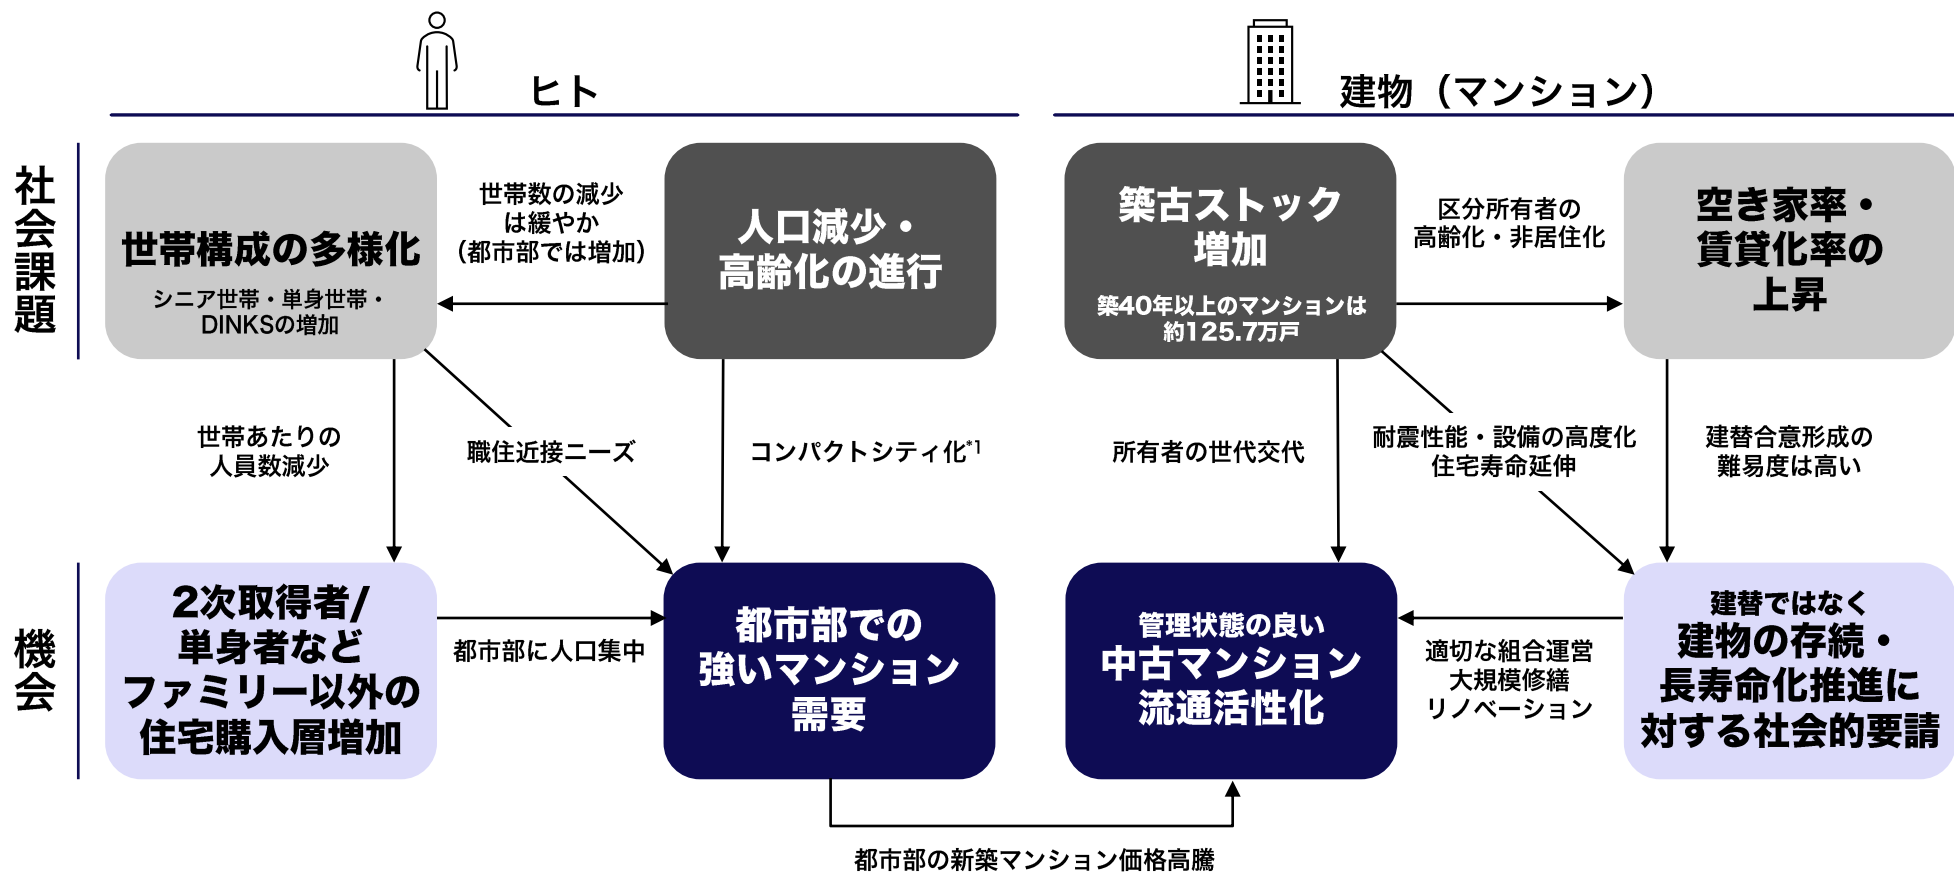 ヒト
建物（マンション）
社会課題
世帯構成の多様化
シニア世帯・単身世帯・
DINKSの増加
世帯数の減少
は緩やか
（都市部では増加）
人口減少・
高齢化の進行
築古ストック
増加
築40年以上のマンションは
約125.7万戸
区分所有者の
高齢化・非居住化
空き家率・
賃貸化率の
上昇
世帯あたりの
人員数減少
職住近接ニーズ
コンパクトシティ化*1
所有者の世代交代
耐震性能・設備の高度化
住宅寿命延伸
建替合意形成の
難易度は高い
機会
2次取得者/
単身者など
ファミリー以外の
住宅購入層増加
都市部に人口集中
都市部での
強いマンション
需要
管理状態の良い
中古マンション
流通活性化
適切な組合運営
大規模修繕
リノベーション
建替ではなく
建物の存続・
長寿命化推進に
対する社会的要請
都市部の新築マンション価格高騰